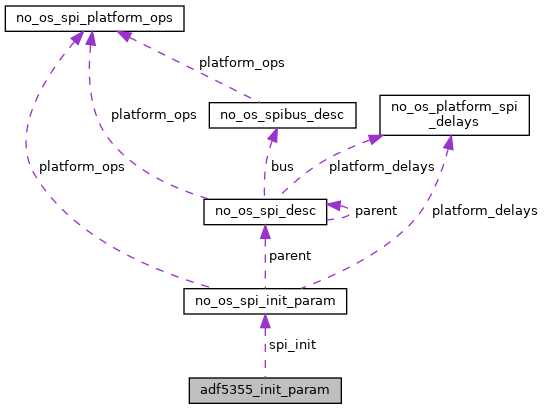 no_os_spi_platform_ops
platform_ops
no_os_spibus_desc
no_os_platform_spi
_delays
platform_ops
platform_ops
bus
platform_delays
no_os_spi_desc
parent
platform_delays
parent
no_os_spi_init_param
spi_init
adf5355_init_param